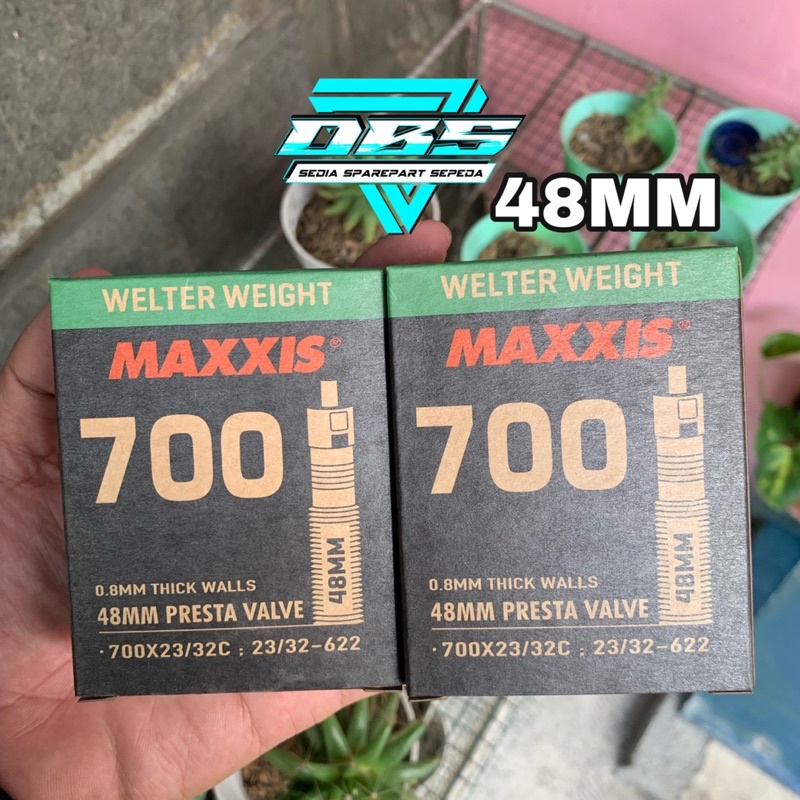 DBS
SEDIA SPAREPART SEPEDA
48MM
WELTER WEIGHT
MAXXIS®
700
48MM
0.8MM THICK WALLS
48MM PRESTA VALVE
·700X23/32C ; 23/32-622
WELTER WEIGHT
MAXXIS®
700
48MM
0.8MM THICK WALLS
48MM PRESTA VALVE
·700X23/32C ; 23/32-622